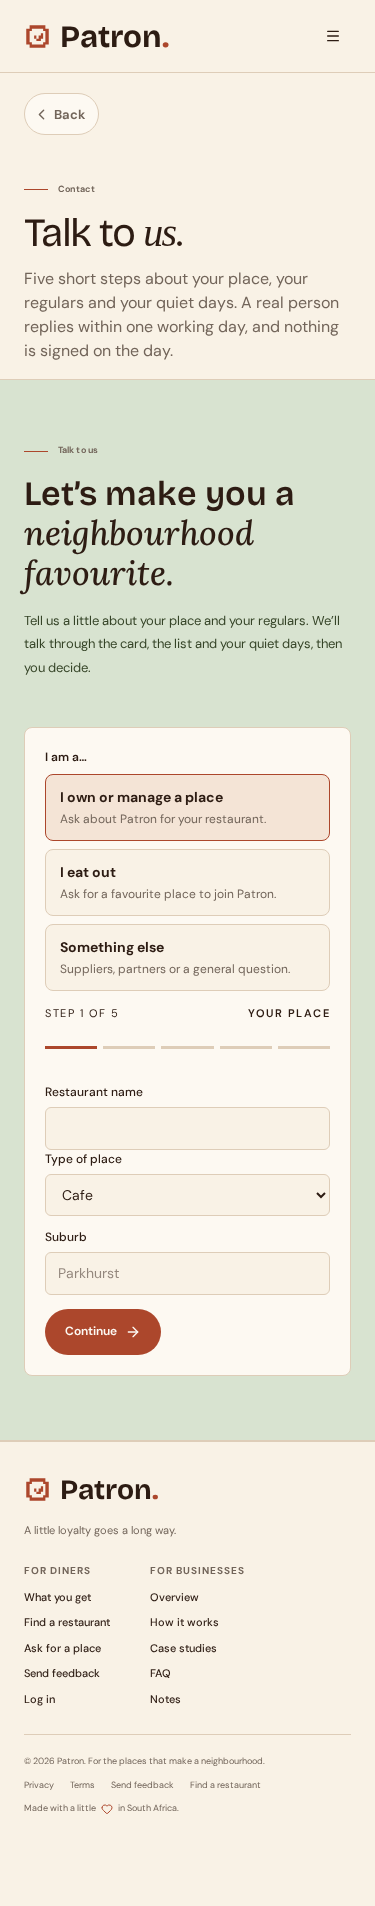 Patron.
Back
Contact
Talk to us.
Five short steps about your place, your
regulars and your quiet days. A real person
replies within one working day, and nothing
is signed on the day.
Talk to us
Let’s make you a
neighbourhood
favourite.
Tell us a little about your place and your regulars. We’ll
talk through the card, the list and your quiet days, then
you decide.
I am a…
I own or manage a place
Ask about Patron for your restaurant.
I eat out
Ask for a favourite place to join Patron.
Something else
Suppliers, partners or a general question.
STEP 1 OF 5 YOUR PLACE
Restaurant name
Type of place
Cafe
Suburb
Parkhurst
Continue
Patron.
A little loyalty goes a long way.
FOR DINERS
What you get
Find a restaurant
Ask for a place
Send feedback
Log in
FOR BUSINESSES
Overview
How it works
Case studies
FAQ
Notes
© 2026 Patron. For the places that make a neighbourhood.
Privacy Terms Send feedback Find a restaurant
Made with a little in South Africa.